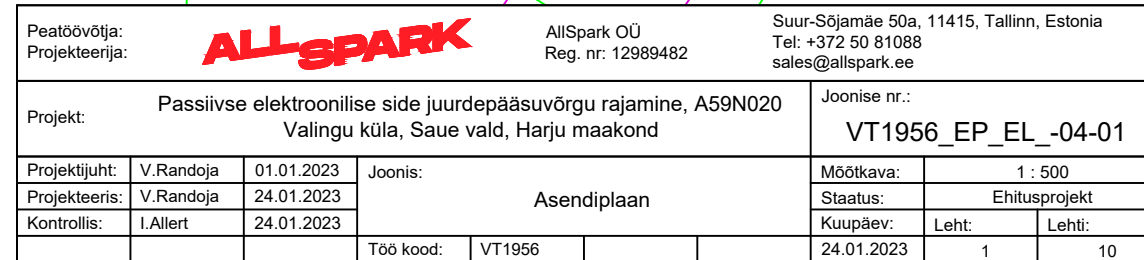 Peatöövõtja:
Projekteerija:
ALLSPARK
AllSpark OÜ
Reg. nr: 12989482
Suur-Sõjamäe 50a, 11415, Tallinn, Estonia
Tel: +372 50 81088
sales@allspark.ee
Projekt:
Passiivse elektroonilise side juurdepääsuvõrgu rajamine, A59N020
Valingu küla, Saue vald, Harju maakond
Joonise nr.:
VT1956_EP_EL_-04-01
Projektijuht: V.Randoja 01.01.2023
Projekteeris: V.Randoja 24.01.2023
Kontrollis: I.Allert 24.01.2023
Joonis:
Asendiplaan
Töö kood: VT1956
Mõõtkava: 1 : 500
Staatus: Ehitusprojekt
Kuupäev: Leht: Lehti:
24.01.2023 1 10